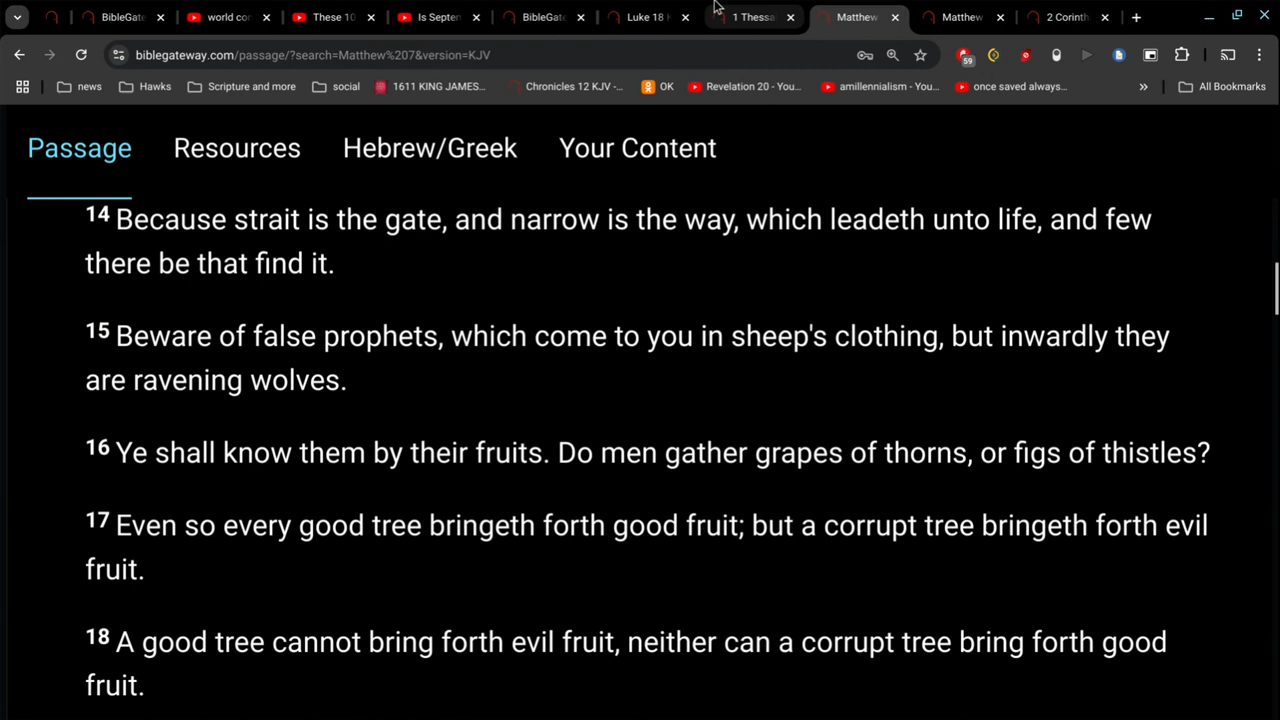 BibleGate
world cor
These 10
Is Septen
BibleGat
Luke 18
1 Thessa
Matthew
Matthew
2 Corinth
biblegateway.com/passage/?search=Matthew%207&version=KJV
59
news
Hawks
Scripture and more
social
1611 KING JAMES...
Chronicles 12 KJV -...
OK
Revelation 20 - You...
amillennialism - You...
once saved always...
»
All Bookmarks
Passage
Resources
Hebrew/Greek
Your Content
14 Because strait is the gate, and narrow is the way, which leadeth unto life, and few
there be that find it.
15 Beware of false prophets, which come to you in sheep's clothing, but inwardly they
are ravening wolves.
16 Ye shall know them by their fruits. Do men gather grapes of thorns, or figs of thistles?
17 Even so every good tree bringeth forth good fruit; but a corrupt tree bringeth forth evil
fruit.
18 A good tree cannot bring forth evil fruit, neither can a corrupt tree bring forth good
fruit.